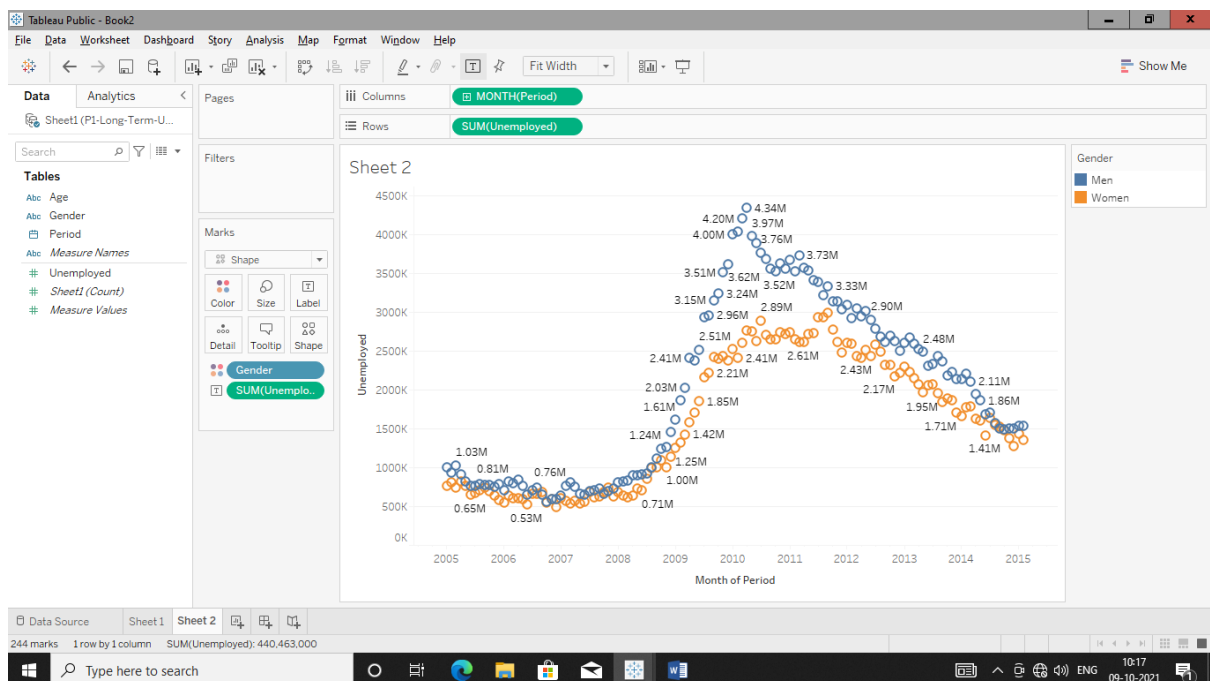 Tableau Public - Book2
File Data Worksheet Dashboard Story Analysis Map Format Window Help
Fit Width
Show Me
Data Analytics
Sheet1 (P1-Long-Term-U...
Search
Tables
Abc Age
Abc Gender
Period
Abc Measure Names
# Unemployed
# Sheet1 (Count)
# Measure Values
Pages
Filters
Marks
Shape
Color Size Label
Detail Tooltip Shape
Gender
SUM(Unemplo..
iii Columns MONTH(Period)
Rows SUM(Unemployed)
Sheet 2
Unemployed
4500K
4000K
3500K
3000K
2500K
2000K
1500K
1000K
500K
0K
4.34M
4.20M 3.97M
4.00M 3.76M
3.73M
3.51M 3.62M 3.52M 3.33M
3.15M 3.24M
2.96M 2.89M 2.90M
2.51M 2.48M
2.41M 2.41M 2.61M
2.21M 2.43M
2.03M 2.17M 2.11M
1.61M 1.85M 1.95M 1.86M
1.24M 1.42M 1.71M
1.03M 1.25M 1.41M
0.81M 0.76M 1.00M
0.65M 0.53M 0.71M
2005 2006 2007 2008 2009 2010 2011 2012 2013 2014 2015
Month of Period
Gender
Men
Women
Data Source Sheet 1 Sheet 2
244 marks 1 row by 1 column SUM(Unemployed): 440,463,000
Type here to search
ENG
10:17
09-10-2021